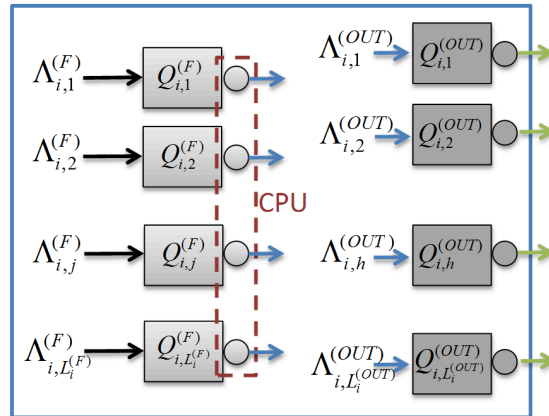 Λ_{i,1}^{(F)} Q_{i,1}^{(F)} Λ_{i,1}^{(OUT)} Q_{i,1}^{(OUT)}
Λ_{i,2}^{(F)} Q_{i,2}^{(F)} Λ_{i,2}^{(OUT)} Q_{i,2}^{(OUT)}
CPU
Λ_{i,j}^{(F)} Q_{i,j}^{(F)} Λ_{i,h}^{(OUT)} Q_{i,h}^{(OUT)}
Λ_{i,L_i^{(F)}}^{(F)} Q_{i,L_i^{(F)}}^{(F)} Λ_{i,L_i^{(OUT)}}^{(OUT)} Q_{i,L_i^{(OUT)}}^{(OUT)}